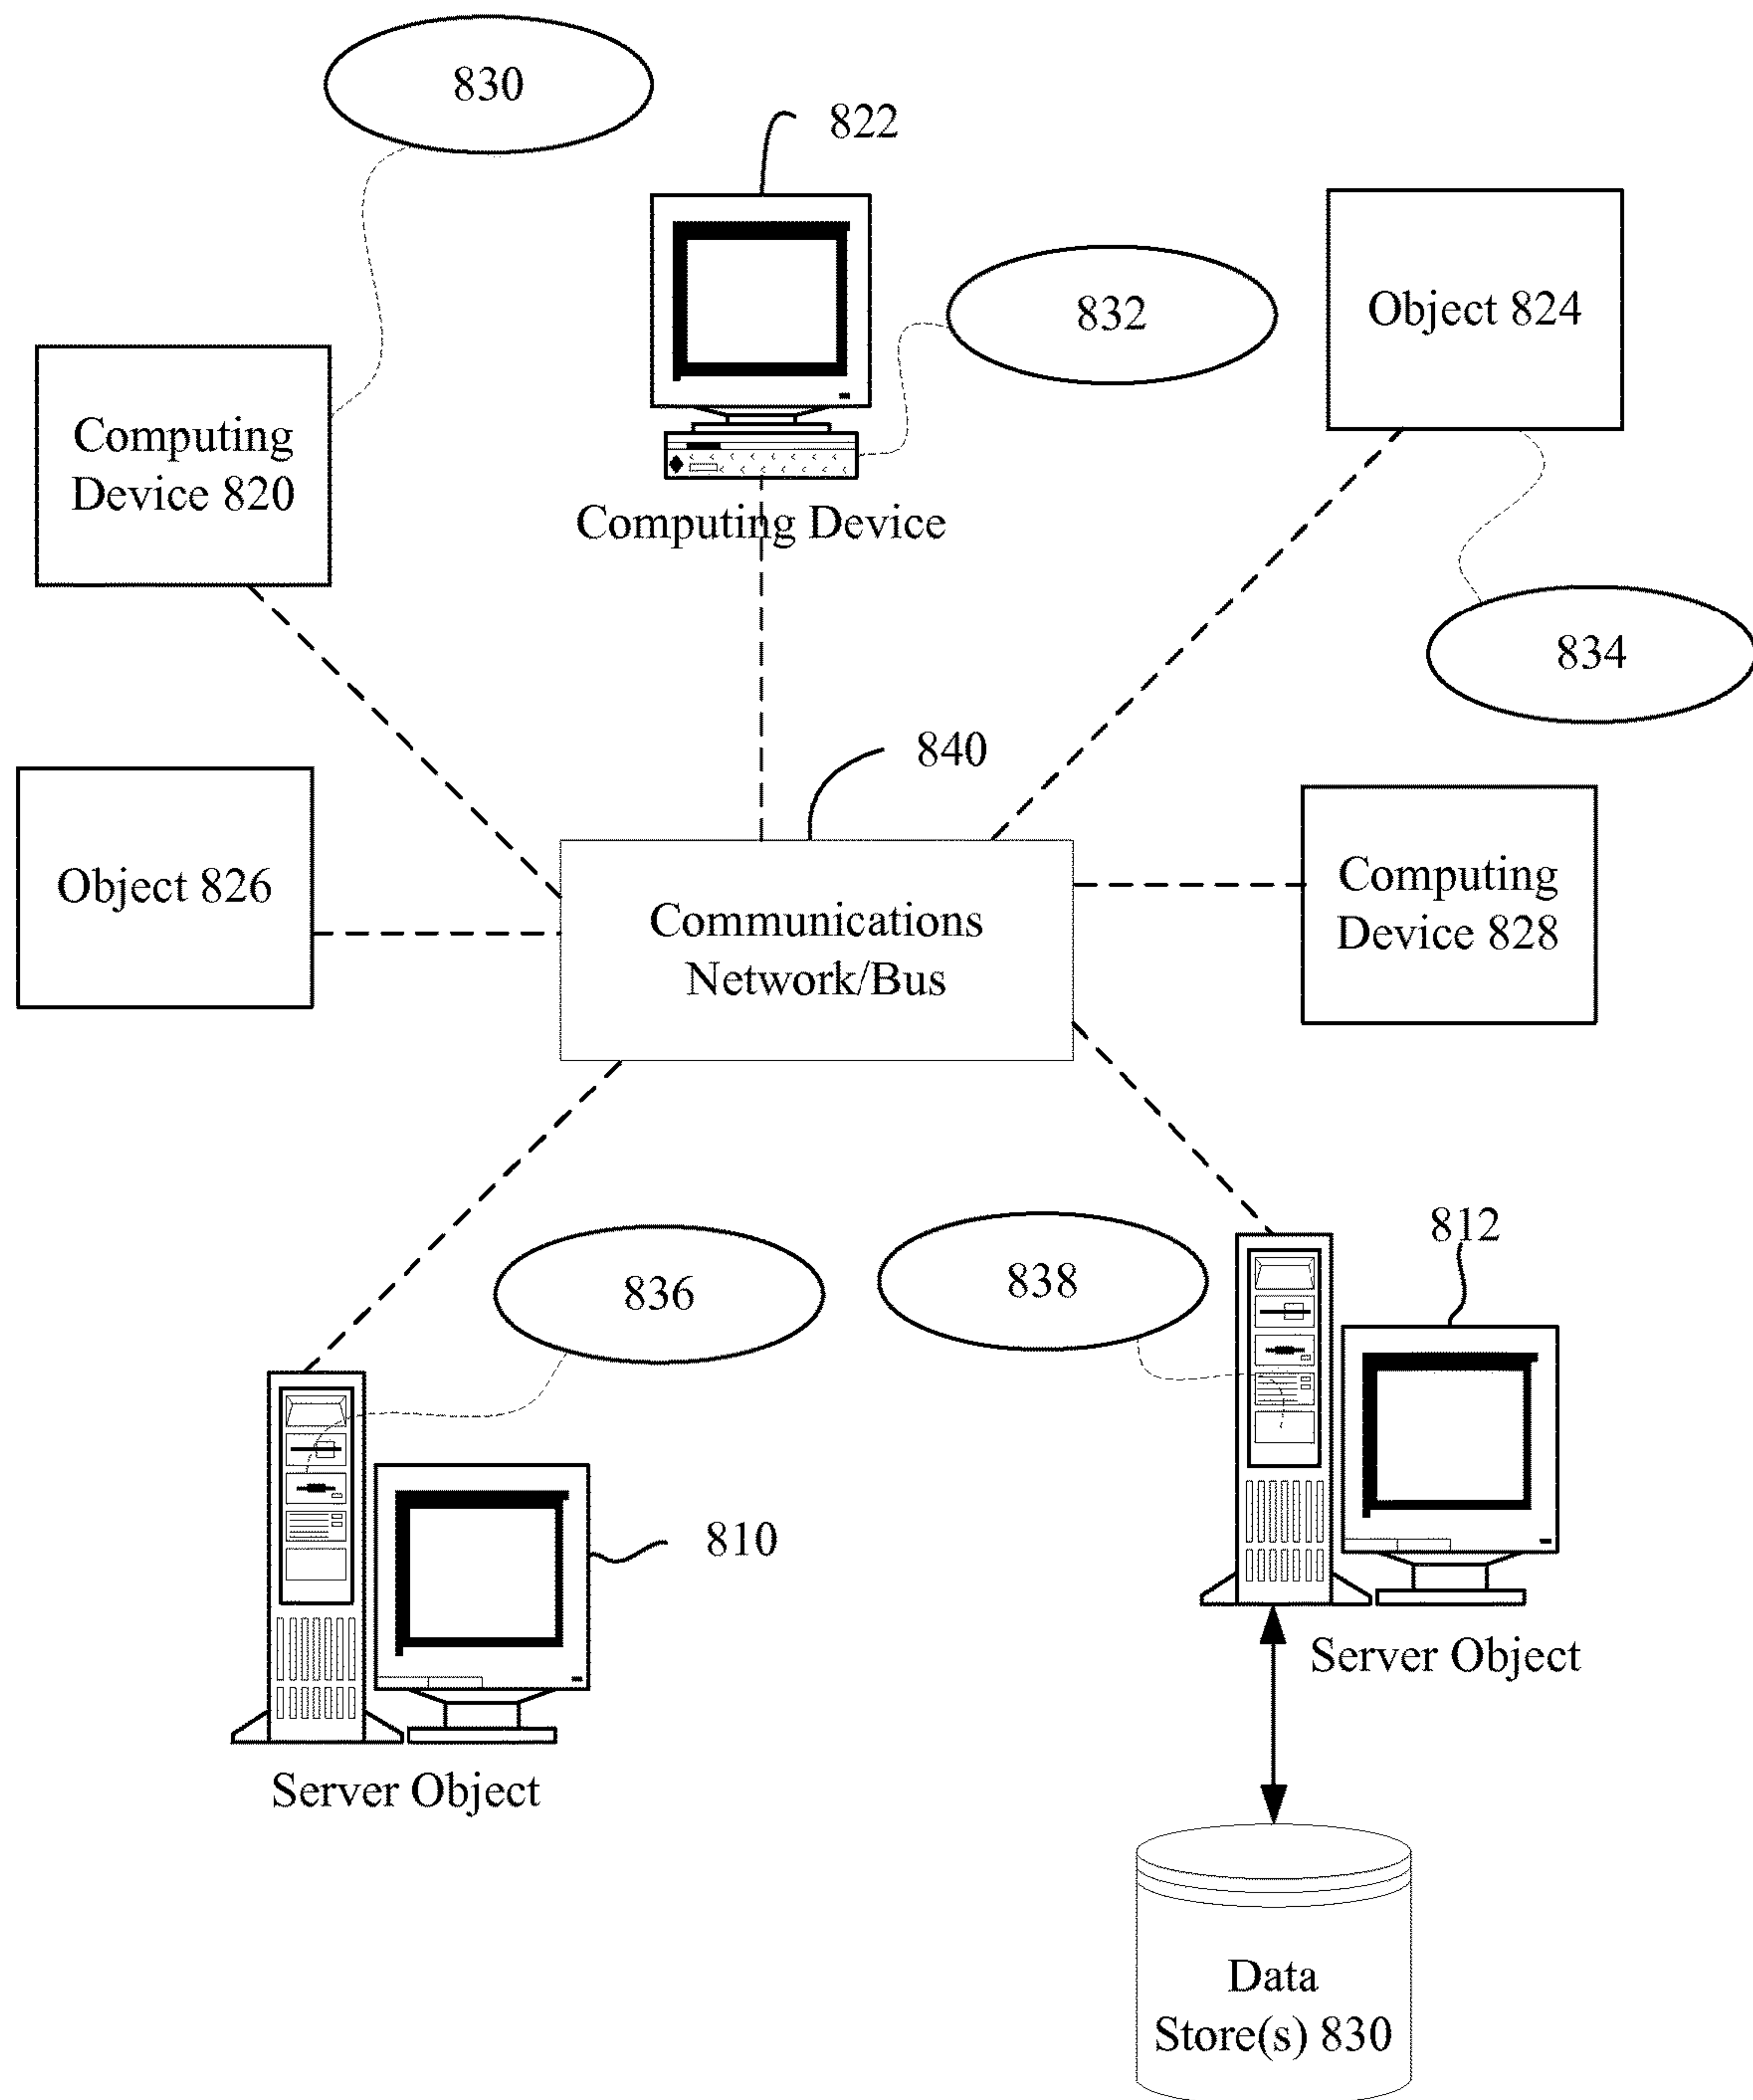 830
822
832
Object 824
Computing
Device 820
Computing Device
834
840
Object 826
Computing
Device 828
Communications
Network/Bus
836
838
812
810
Server Object
Server Object
Data
Store(s) 830